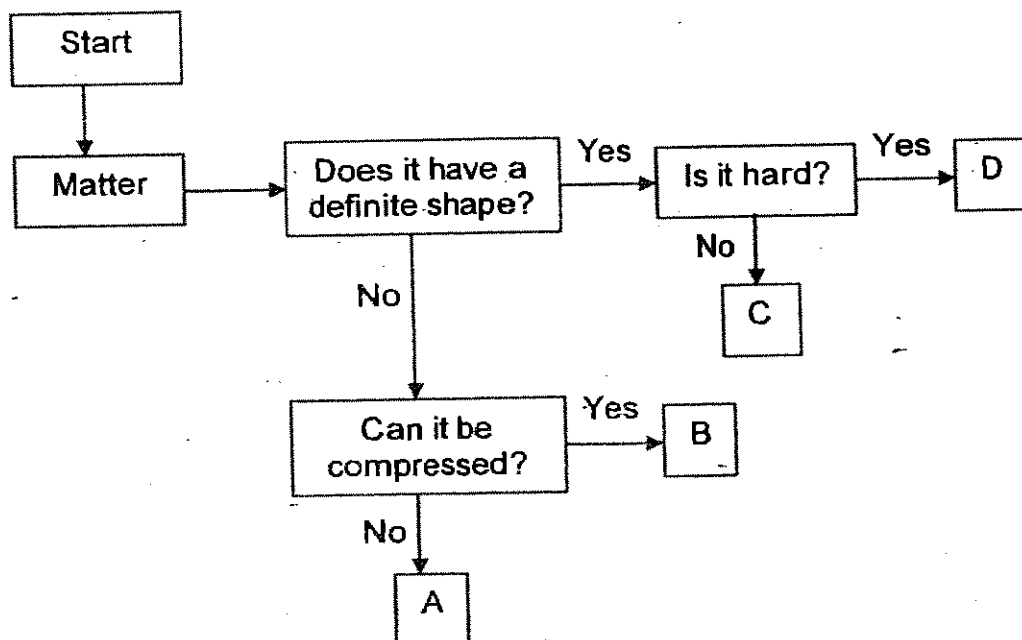 Start
Matter
Does it have a
definite shape?
Yes
Is it hard?
Yes
D
No
C
No
Can it be
compressed?
Yes
B
No
A